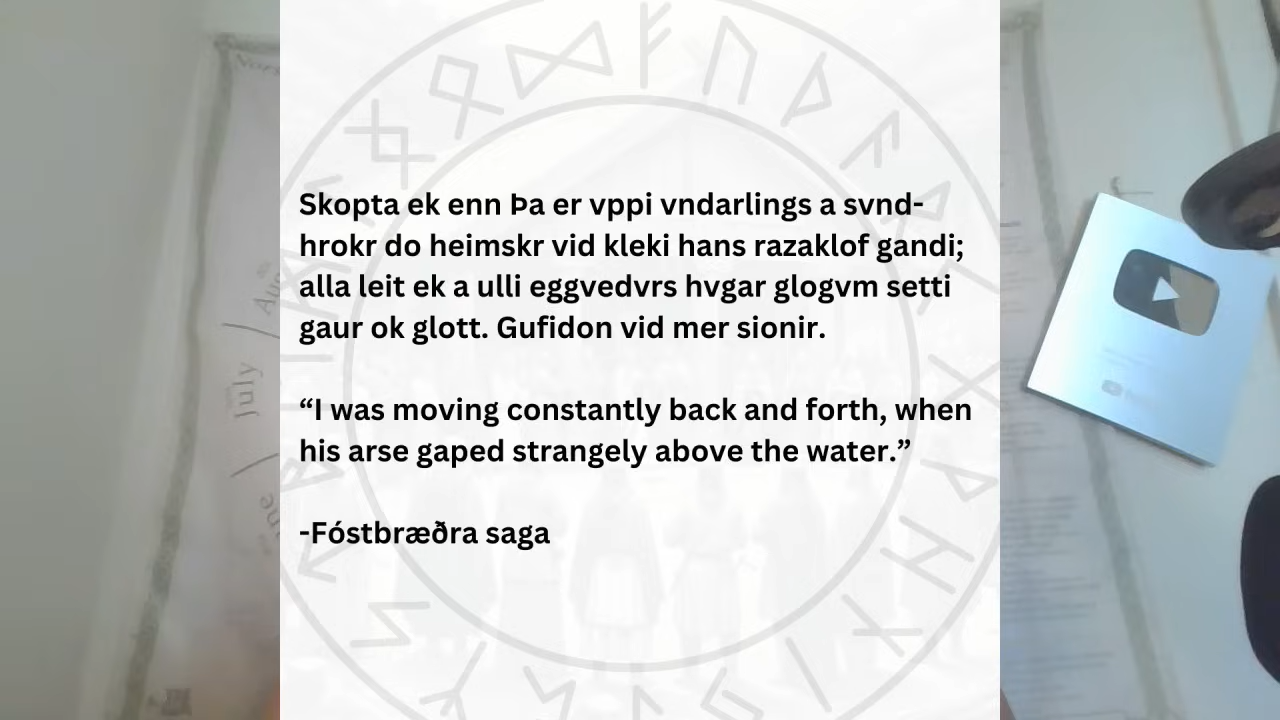 Skopta ek enn Þa er vppi vndarlings a svnd-
hrokr do heimskr vid kleki hans razaklof gandi;
alla leit ek a ulli eggvedvrs hvgar glogvm setti
gaur ok glott. Gufidon vid mer sionir.
“I was moving constantly back and forth, when
his arse gaped strangely above the water.”
-Fóstbræðra saga
July